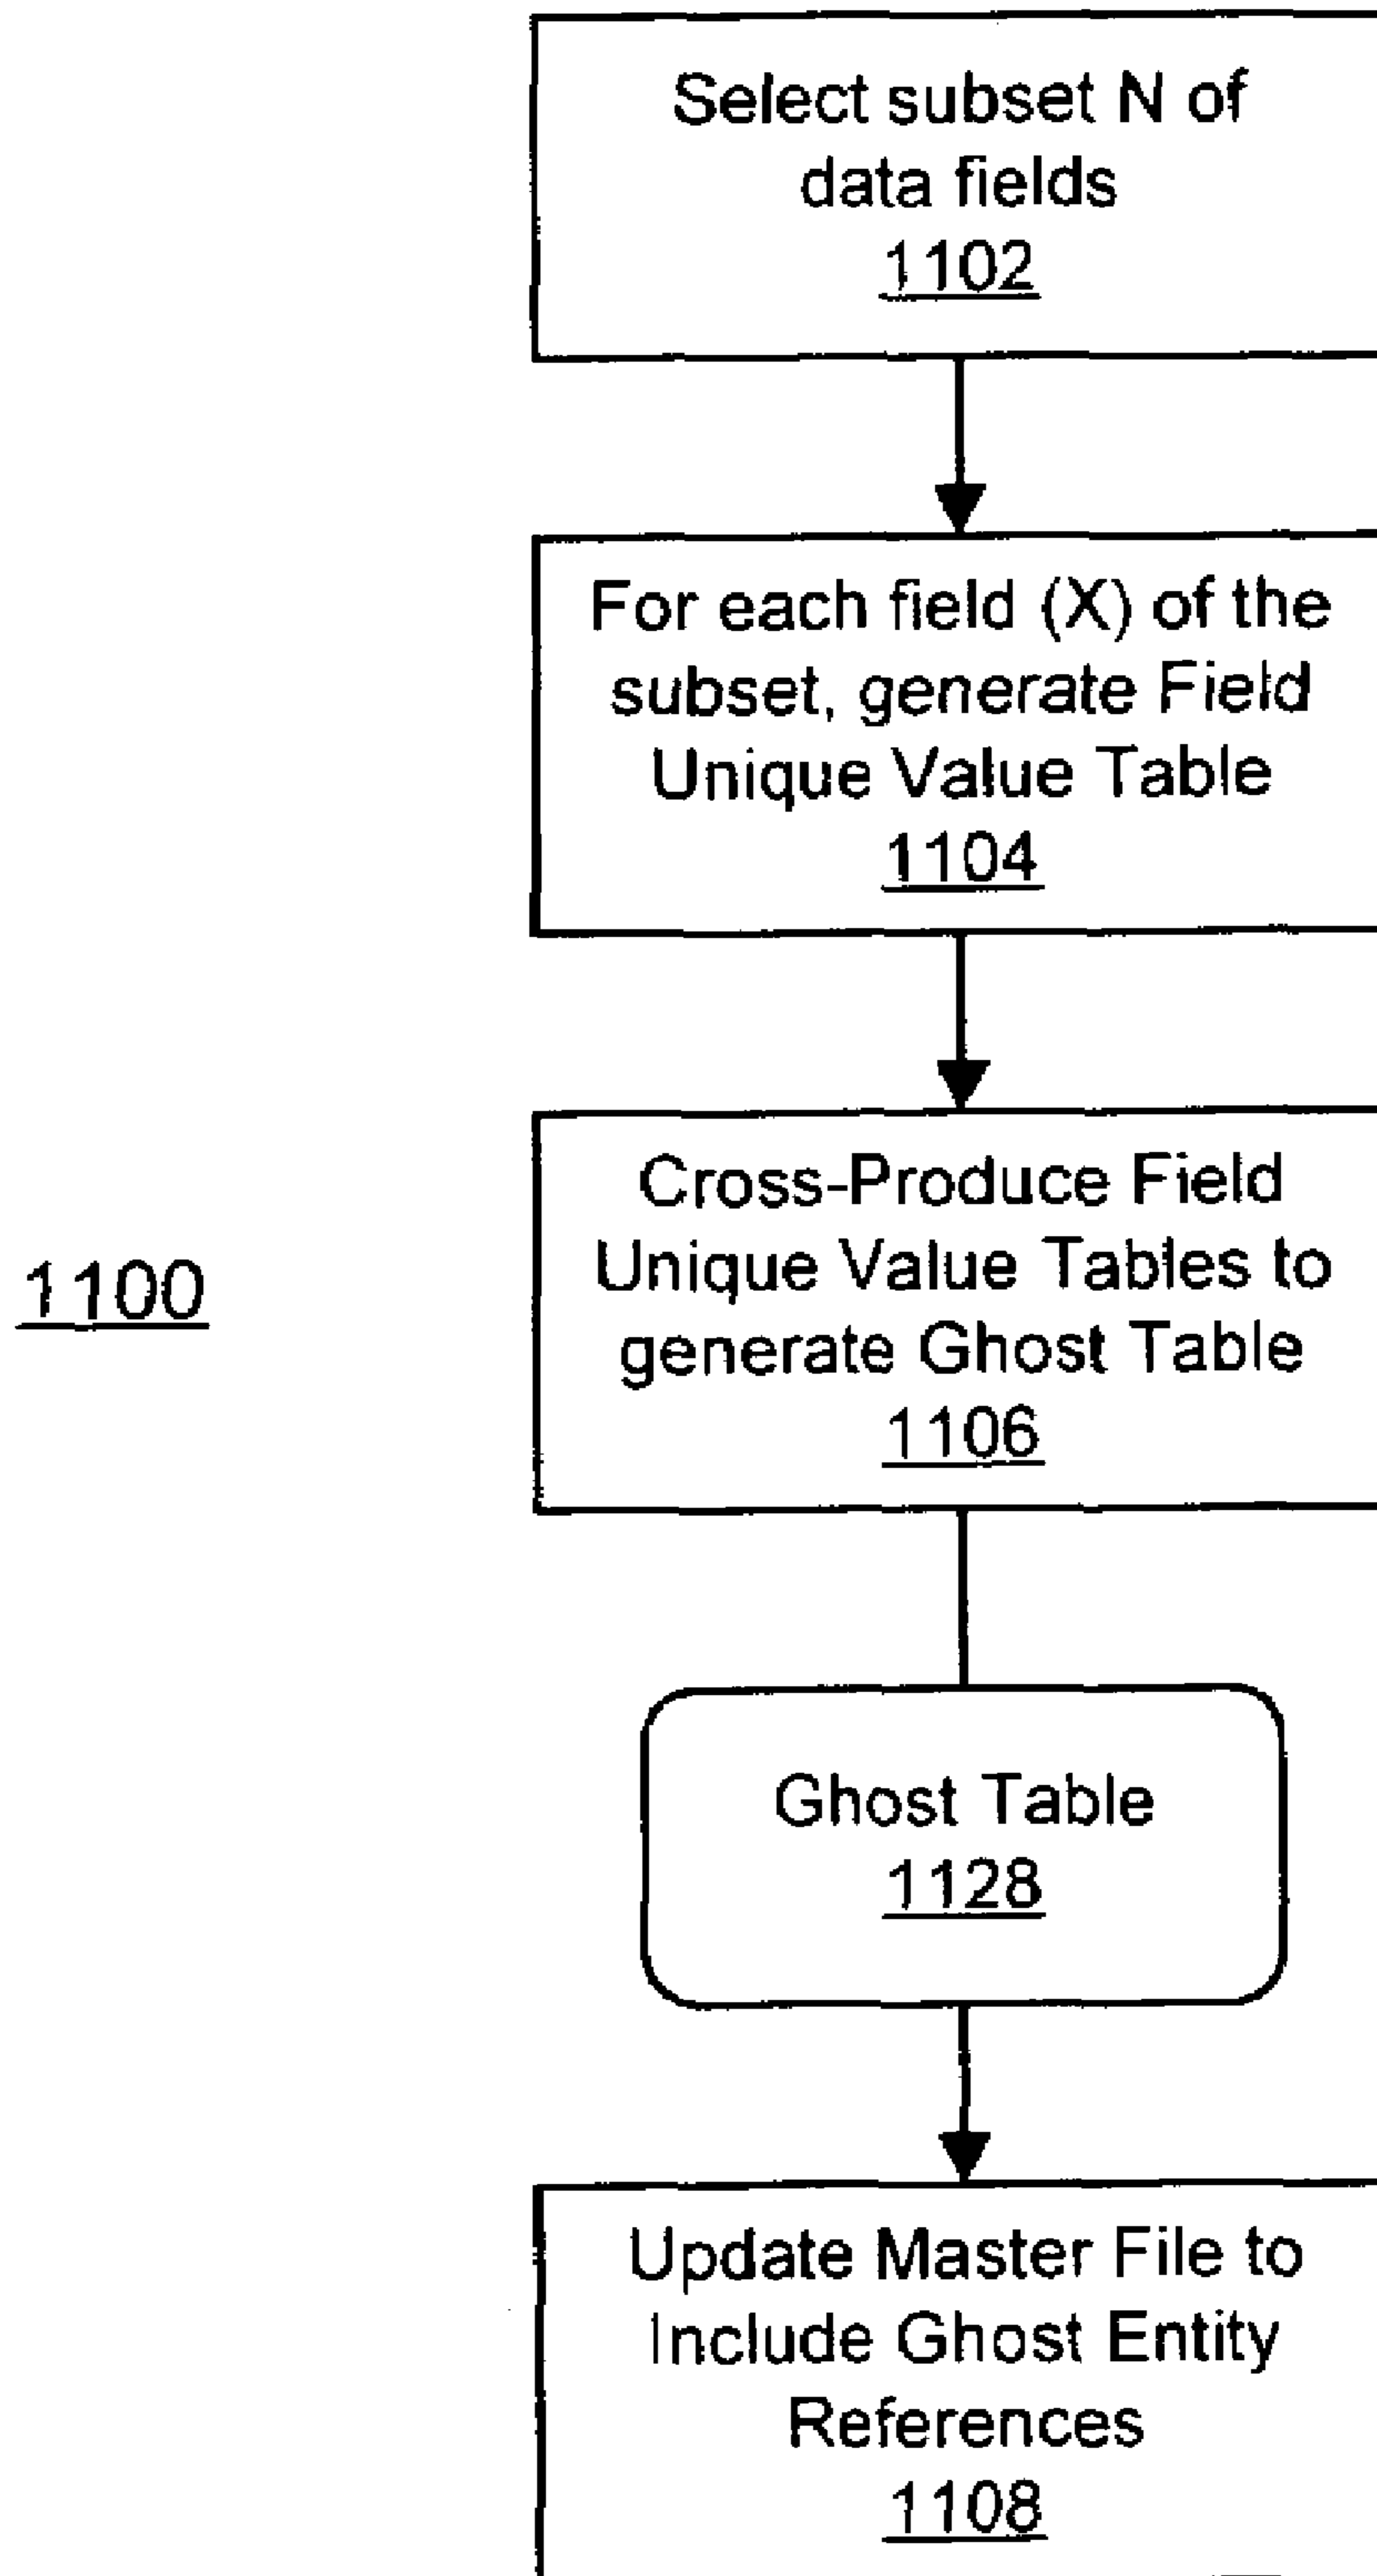 Select subset N of
data fields
1102
For each field (X) of the
subset, generate Field
Unique Value Table
1104
Cross-Produce Field
Unique Value Tables to
generate Ghost Table
1106
1100
Ghost Table
1128
Update Master File to
Include Ghost Entity
References
1108